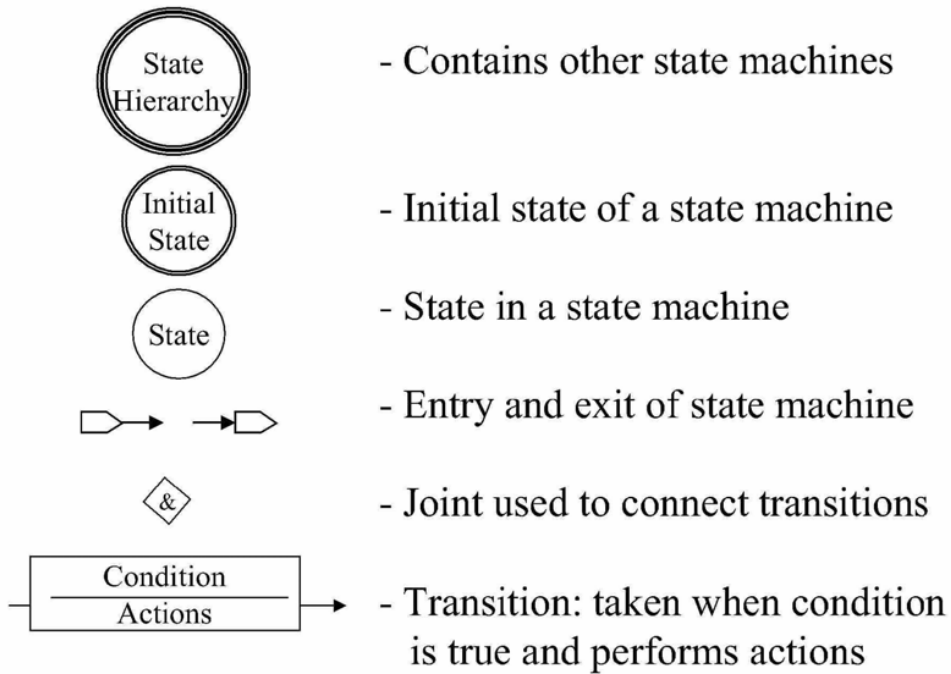 State
Hierarchy
- Contains other state machines
Initial
State
- Initial state of a state machine
State
- State in a state machine
- Entry and exit of state machine
&
- Joint used to connect transitions
Condition
Actions
- Transition: taken when condition
is true and performs actions